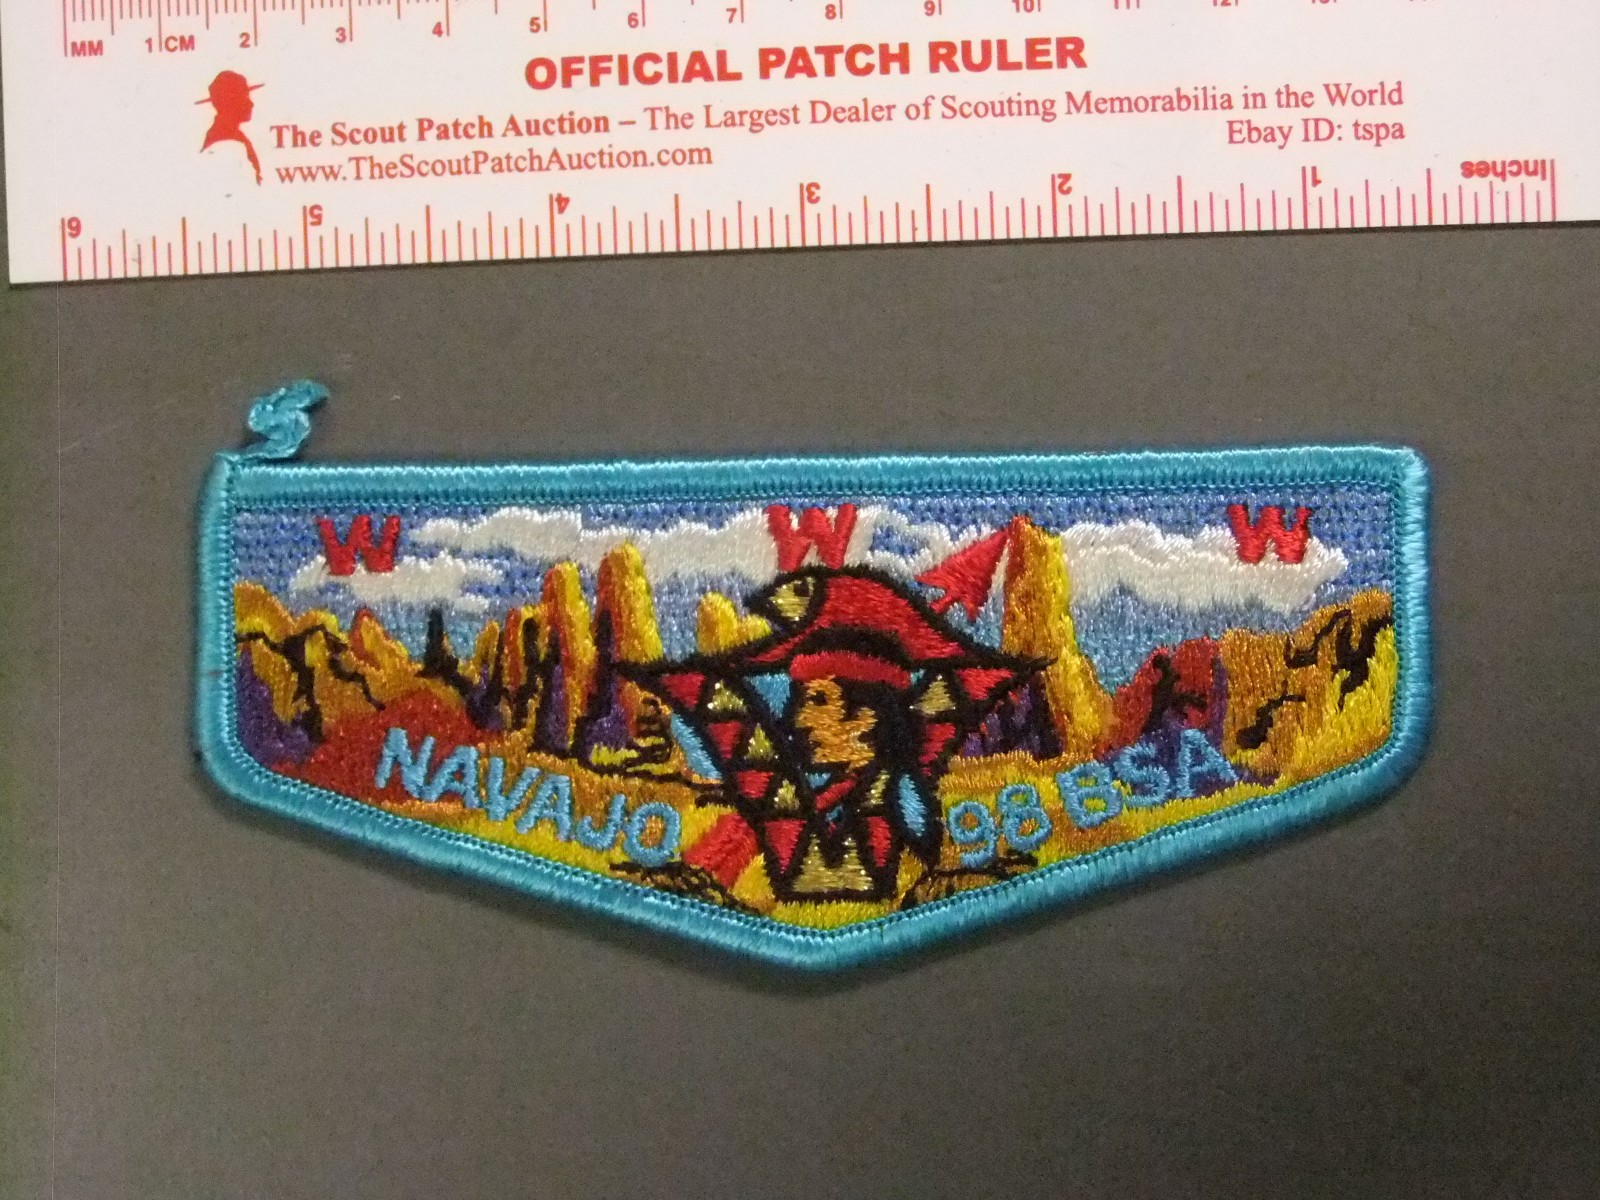 MM 1 CM 2 3 4 5 6 7 8 9 10 11 12
OFFICIAL PATCH RULER
The Scout Patch Auction – The Largest Dealer of Scouting Memorabilia in the World
www.TheScoutPatchAuction.com
Ebay ID: tspa
6 5 4 3 2 1 Inches
W W W
NAVAJO 98 BSA